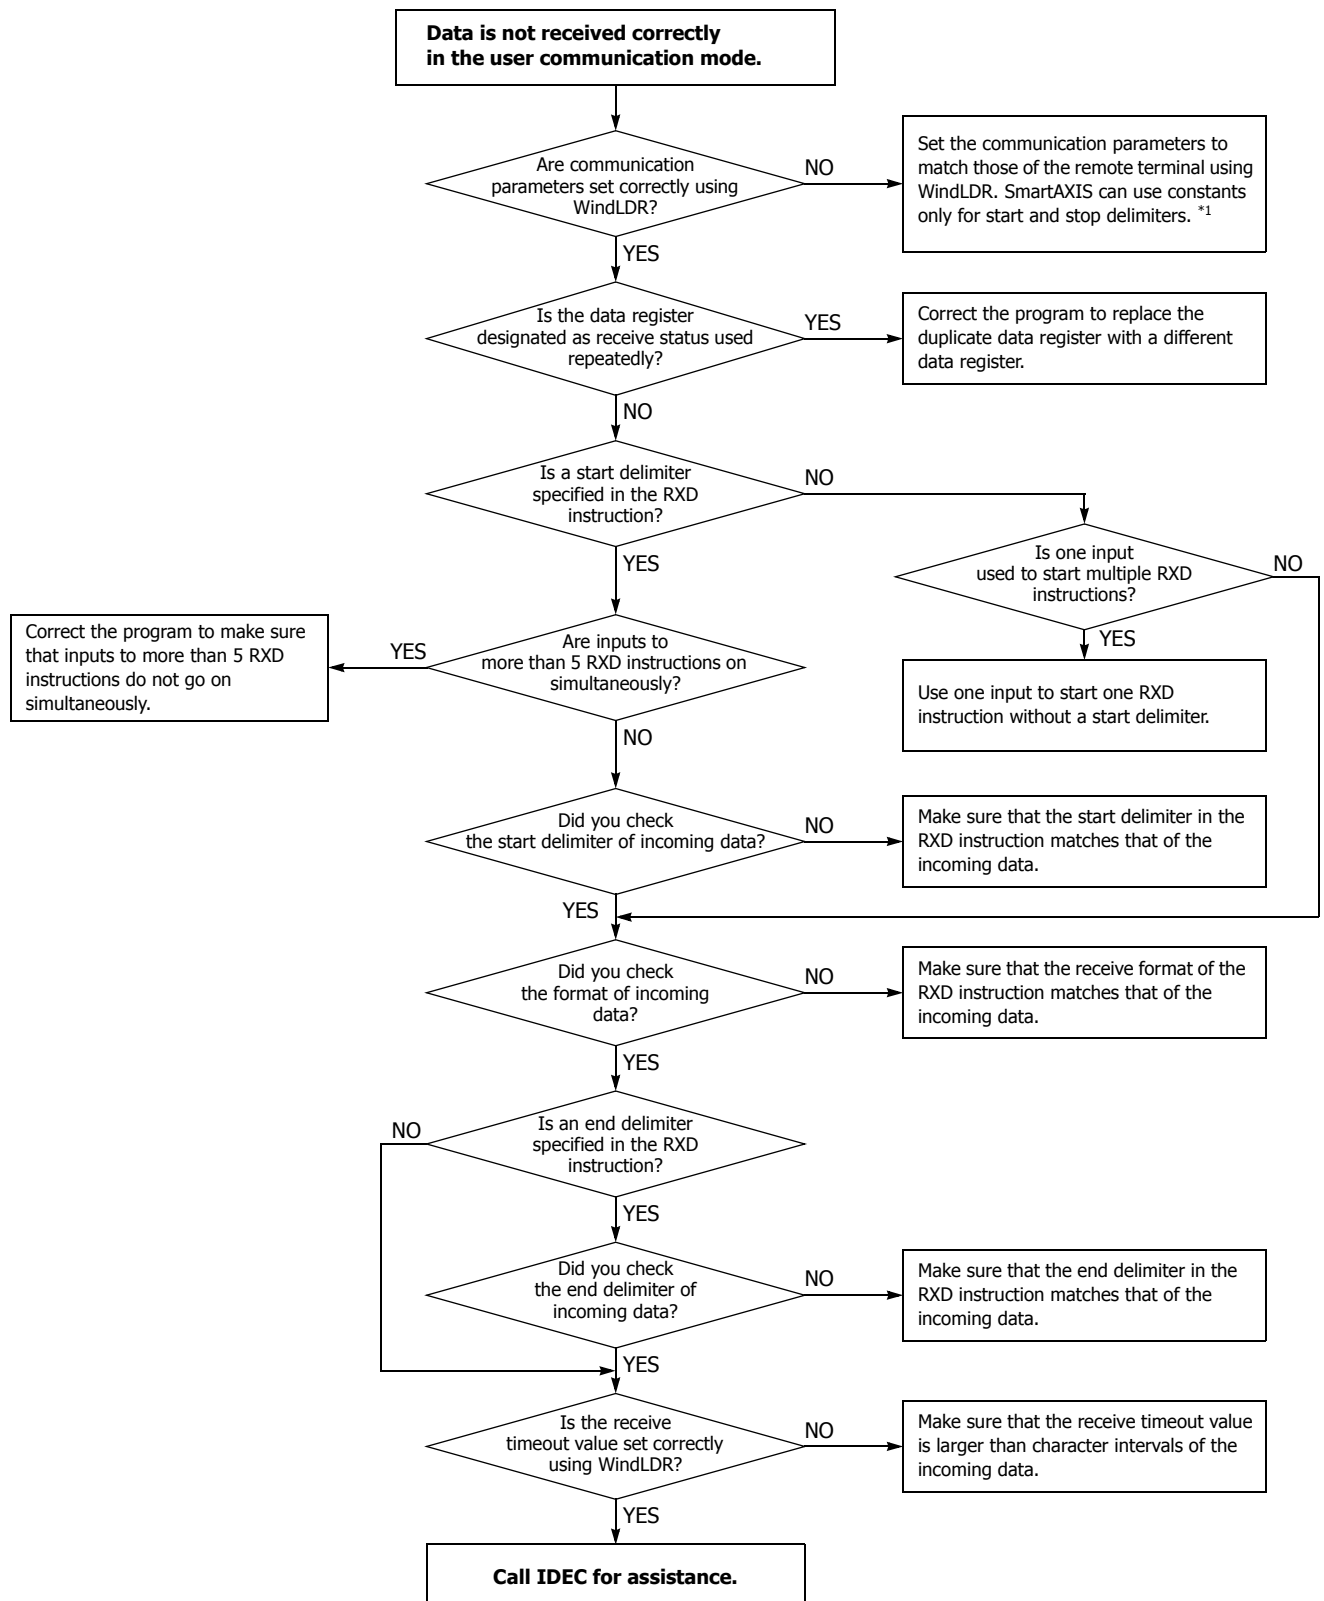 Data is not received correctly
in the user communication mode.
Are communication
parameters set correctly using
WindLDR?
NO
Set the communication parameters to
match those of the remote terminal using
WindLDR. SmartAXIS can use constants
only for start and stop delimiters. *1
YES
Is the data register
designated as receive status used
repeatedly?
YES
Correct the program to replace the
duplicate data register with a different
data register.
NO
Is a start delimiter
specified in the RXD
instruction?
NO
Is one input
used to start multiple RXD
instructions?
NO
YES
Use one input to start one RXD
instruction without a start delimiter.
YES
Are inputs to
more than 5 RXD instructions on
simultaneously?
YES
Correct the program to make sure
that inputs to more than 5 RXD
instructions do not go on
simultaneously.
NO
Did you check
the start delimiter of incoming data?
NO
Make sure that the start delimiter in the
RXD instruction matches that of the
incoming data.
YES
Did you check
the format of incoming
data?
NO
Make sure that the receive format of the
RXD instruction matches that of the
incoming data.
YES
Is an end delimiter
specified in the RXD
instruction?
NO
YES
Did you check
the end delimiter of
incoming data?
NO
Make sure that the end delimiter in the
RXD instruction matches that of the
incoming data.
YES
Is the receive
timeout value set correctly
using WindLDR?
NO
Make sure that the receive timeout value
is larger than character intervals of the
incoming data.
YES
Call IDEC for assistance.